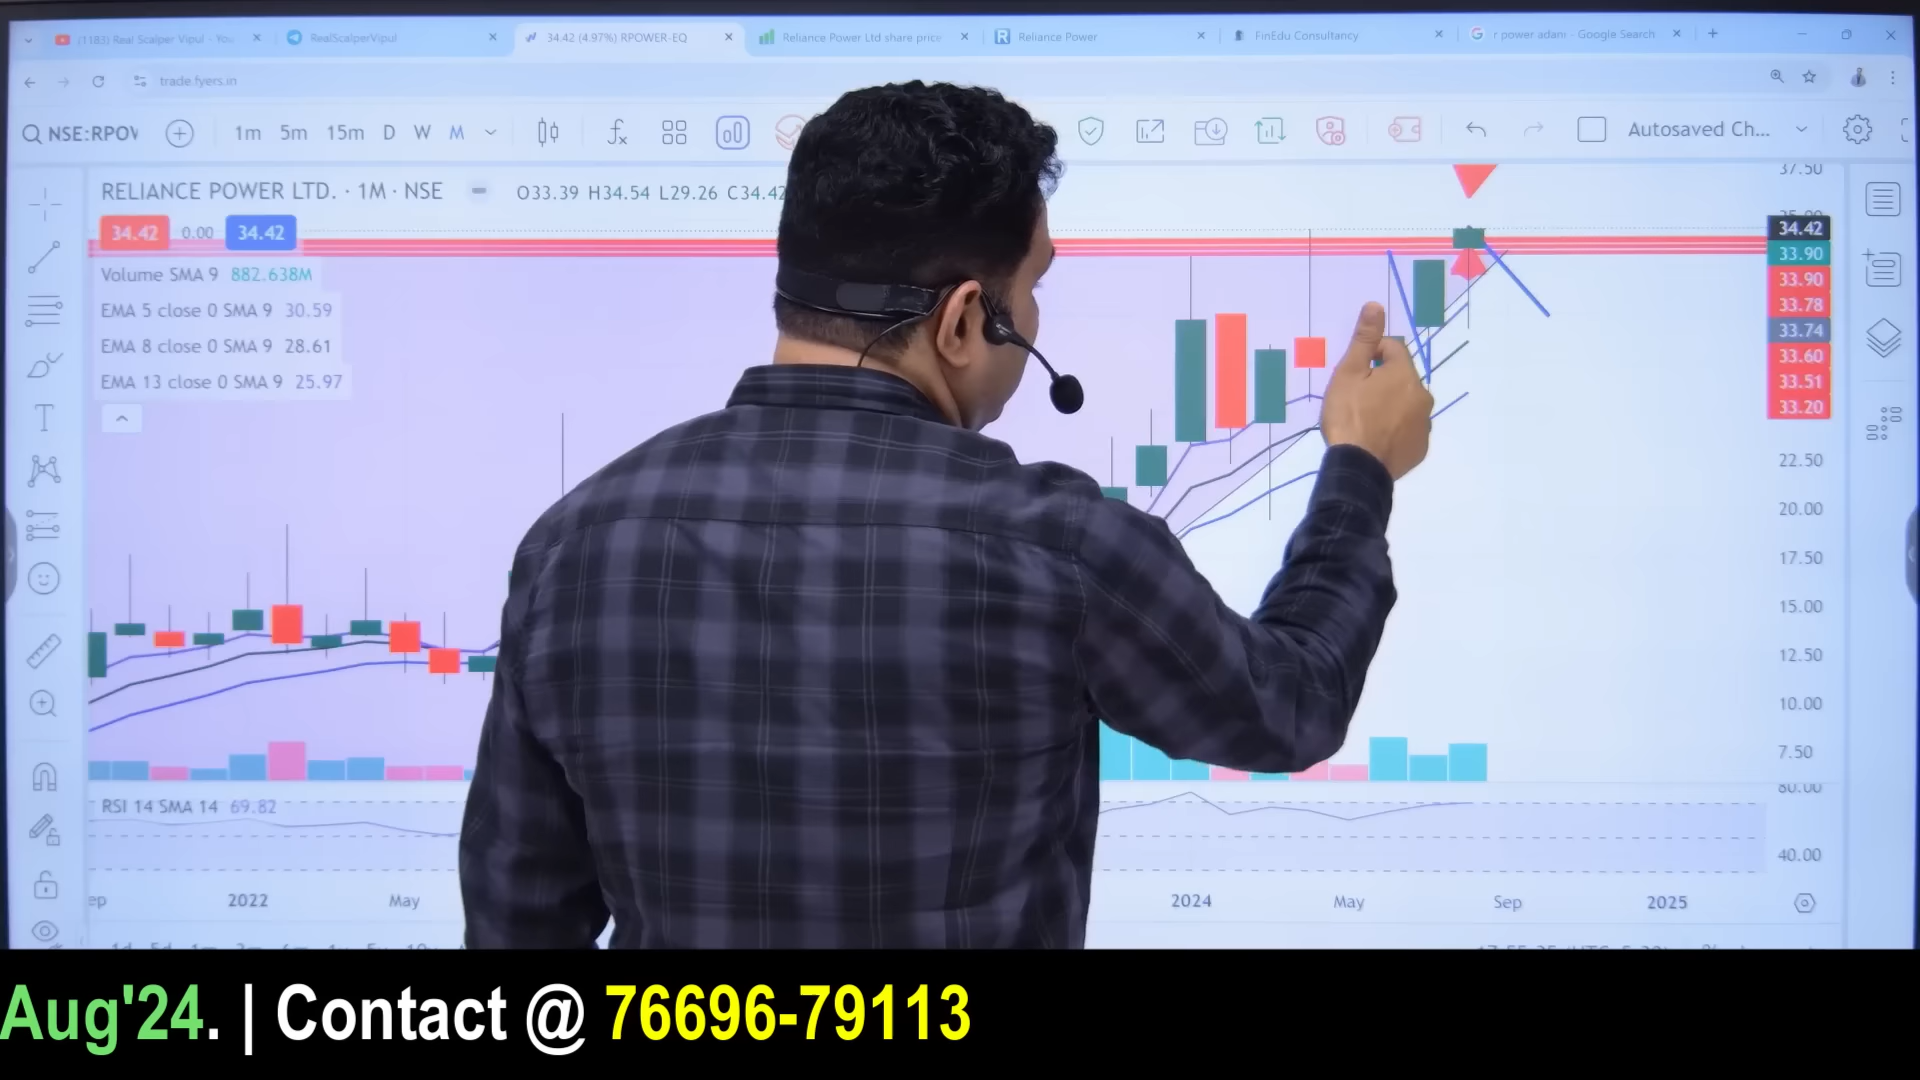 (1183) Real Scalper Vipul - You
RealScalperVipul
34.42 (4.97%) RPOWER-EQ
Reliance Power Ltd share price
Reliance Power
FinEdu Consultancy
r power adani - Google Search
trade.fyers.in
NSE:RPOW
1m 5m 15m D W M
Autosaved Ch...
RELIANCE POWER LTD. · 1M · NSE
O33.39 H34.54 L29.26 C34.42
34.42 0.00 34.42
Volume SMA 9 882.638M
EMA 5 close 0 SMA 9 30.59
EMA 8 close 0 SMA 9 28.61
EMA 13 close 0 SMA 9 25.97
37.50
34.42
33.90
33.90
33.78
33.74
33.60
33.51
33.20
22.50
20.00
17.50
15.00
12.50
10.00
7.50
RSI 14 SMA 14 69.82
80.00
40.00
2022 May 2024 May Sep 2025
Aug'24. | Contact @ 76696-79113